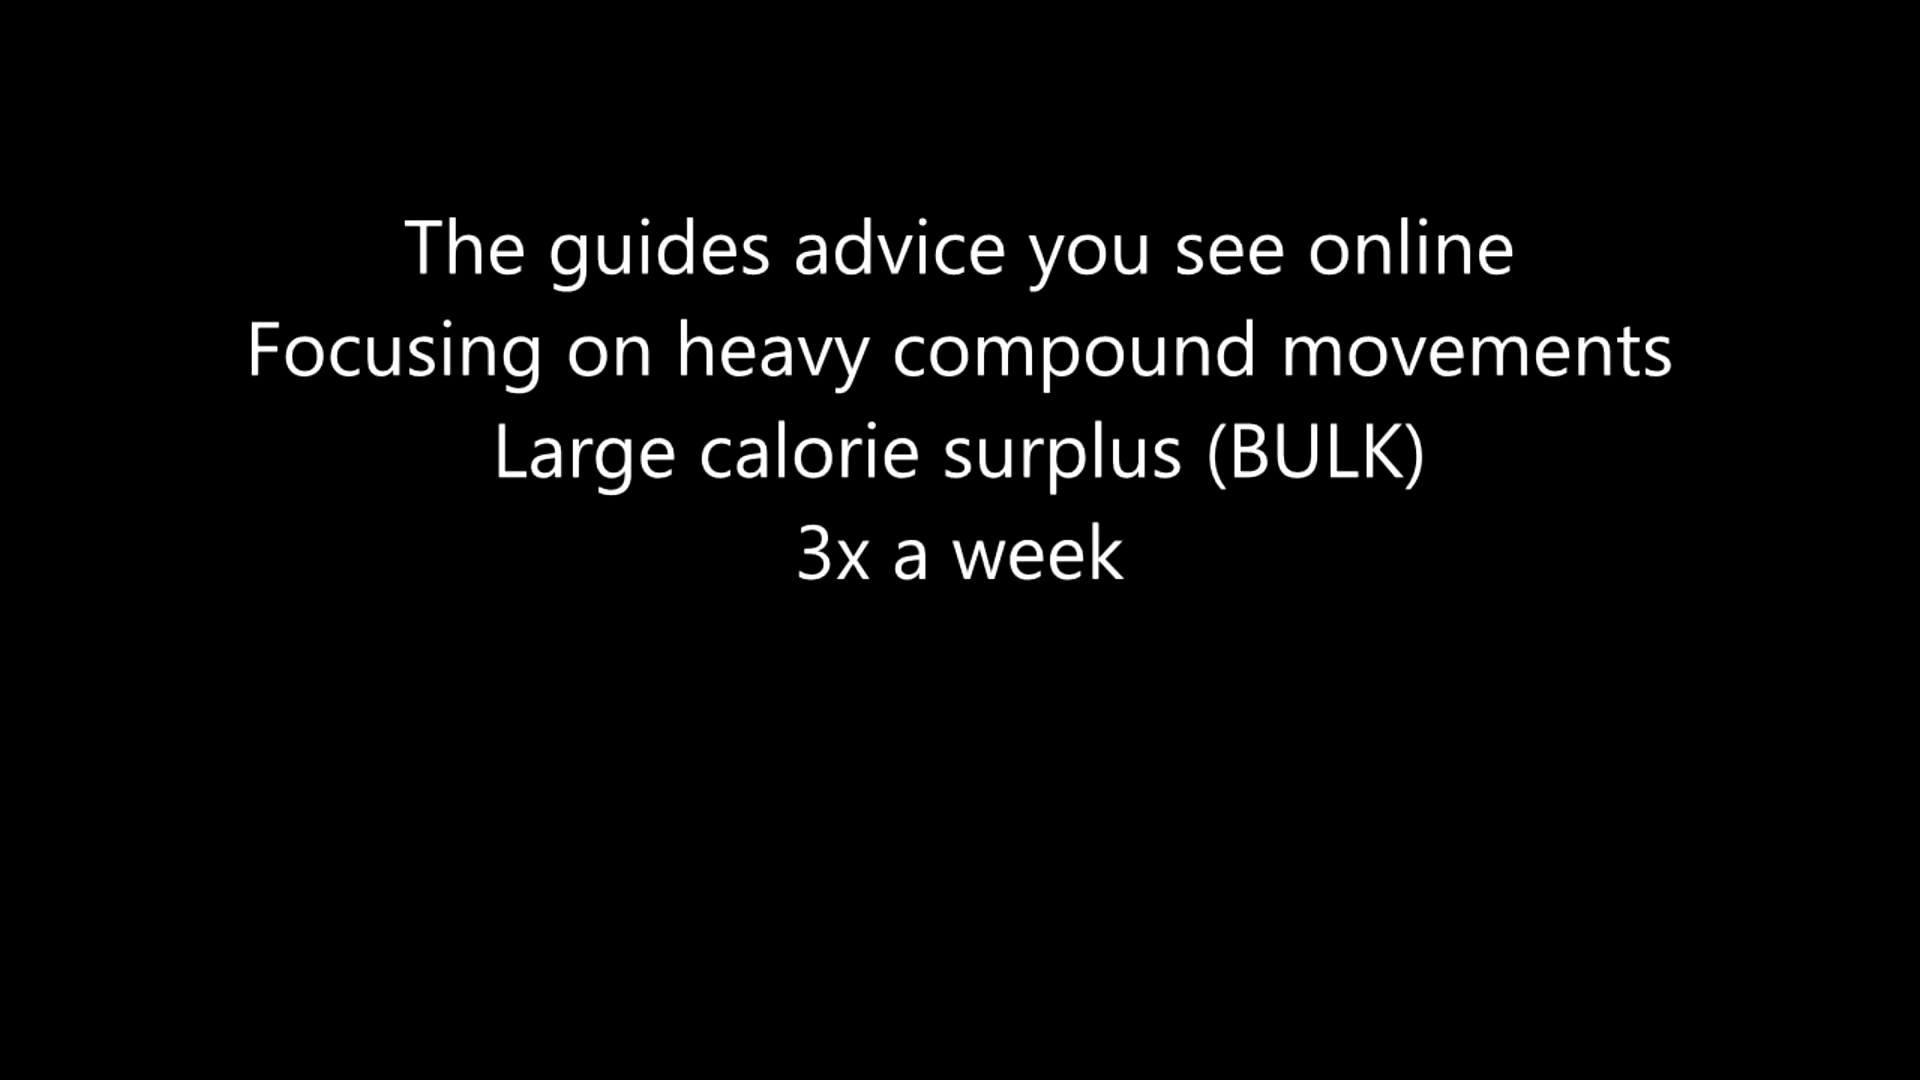 The guides advice you see online
Focusing on heavy compound movements
Large calorie surplus (BULK)
3x a week